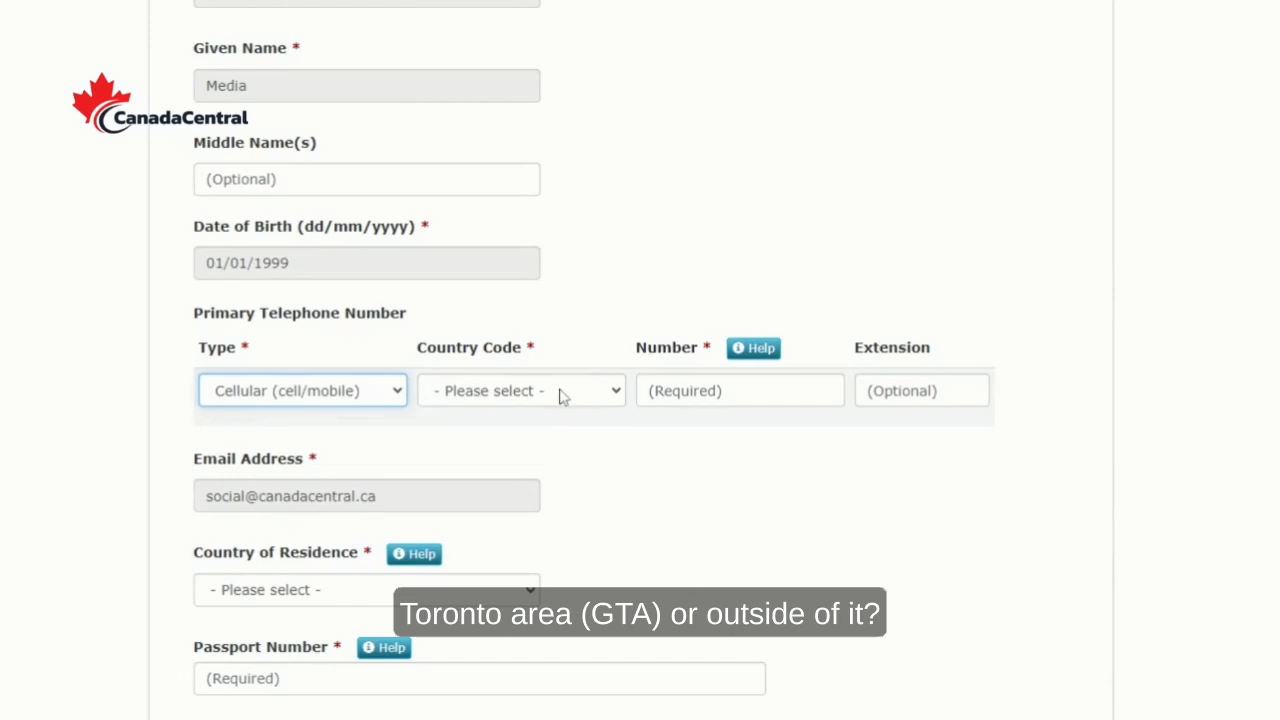 Given Name *
Media
CanadaCentral
Middle Name(s)
(Optional)
Date of Birth (dd/mm/yyyy) *
01/01/1999
Primary Telephone Number
Type * Country Code * Number * Help Extension
Cellular (cell/mobile) - Please select - (Required) (Optional)
Email Address *
social@canadacentral.ca
Country of Residence * Help
- Please select -
Toronto area (GTA) or outside of it?
Passport Number * Help
(Required)